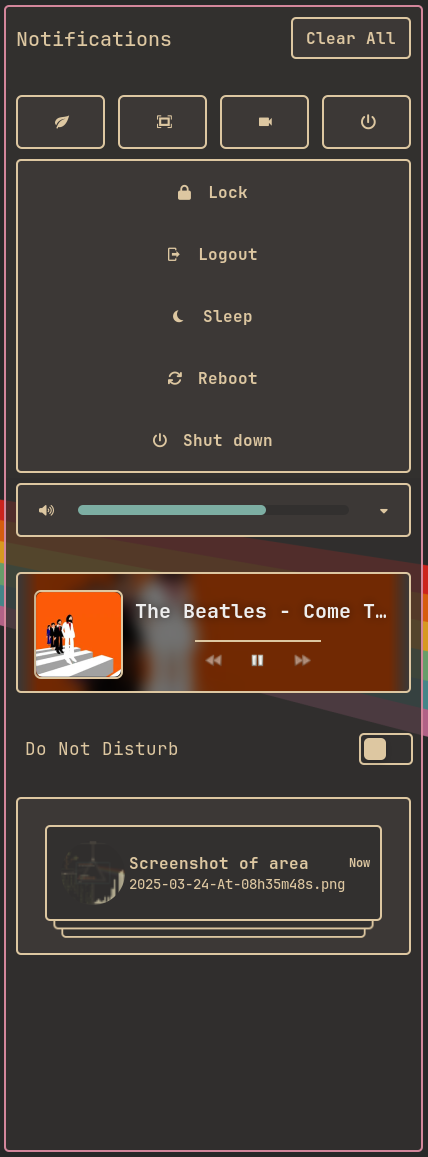 Notifications
Clear All
Lock
Logout
Sleep
Reboot
Shut down
The Beatles - Come T…
Do Not Disturb
Screenshot of area
Now
2025-03-24-At-08h35m48s.png